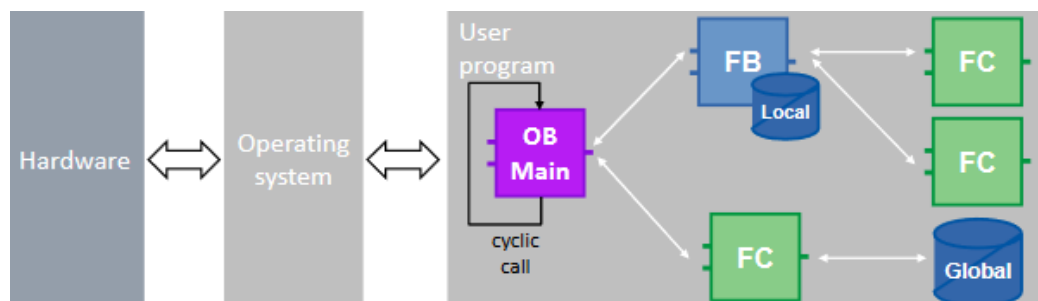 Hardware
Operating
system
User
program
OB
Main
cyclic
call
FB
Local
FC
FC
FC
Global